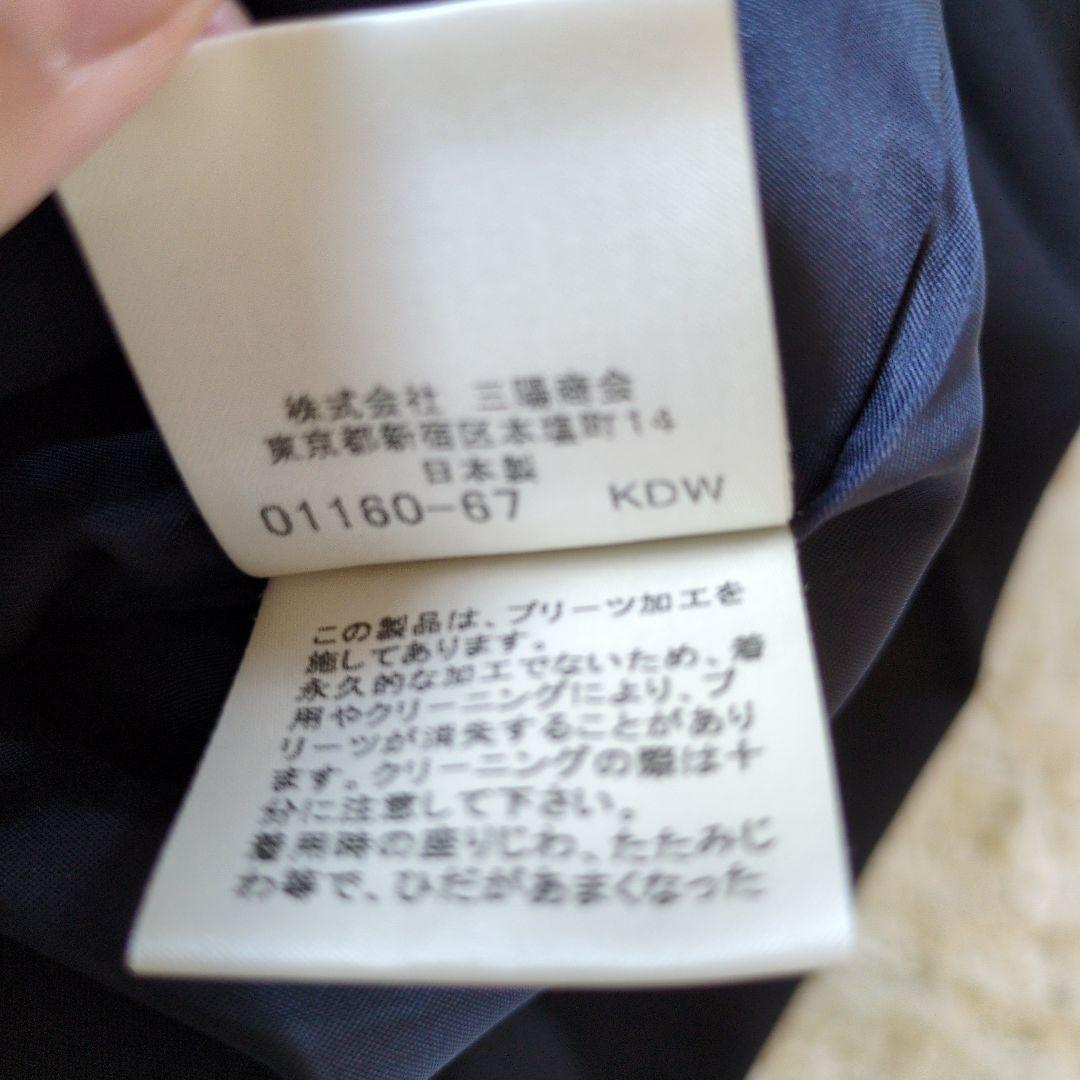 株式会社 三陽商会
東京都新宿区本塩町14
日本製
01160-67 KDW
この製品は、プリーツ加工を
施してあります。
永久的な加工でないため、着
用やクリーニングにより、プ
リーツが消失することがあり
ます。クリーニングの際は十
分に注意して下さい。
着用時の座りじわ、たたみじ
わ等で、ひだがあまくなった